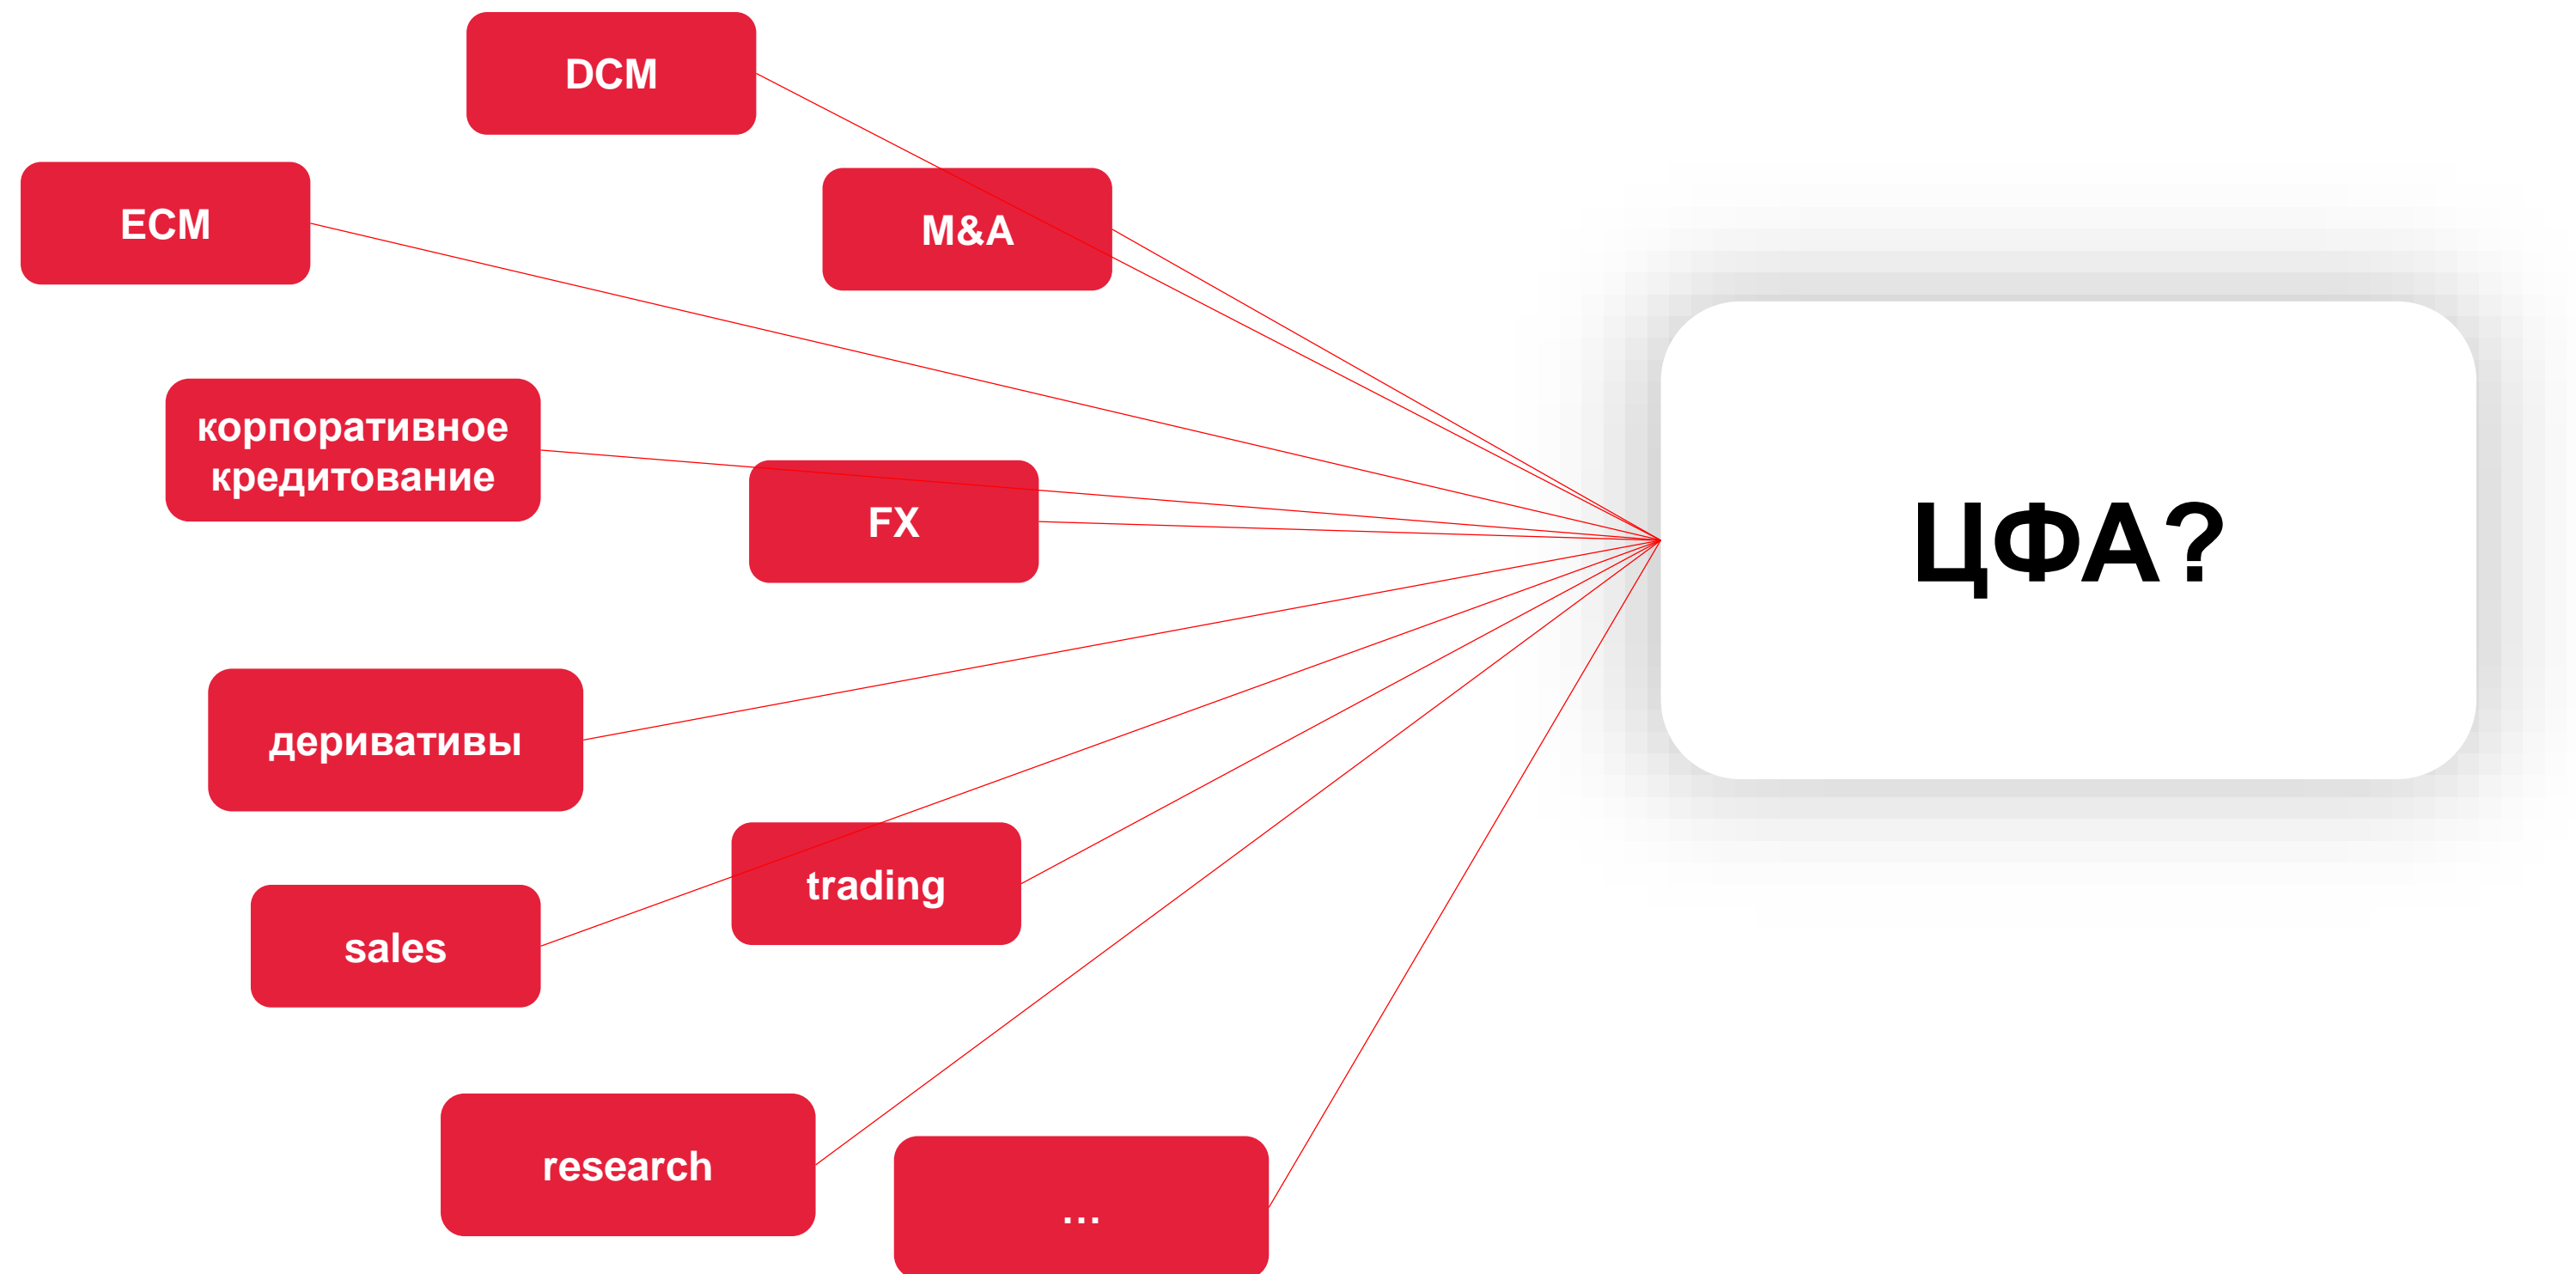 DCM
ECM
M&A
корпоративное
кредитование
FX
ЦФА?
деривативы
trading
sales
research
...